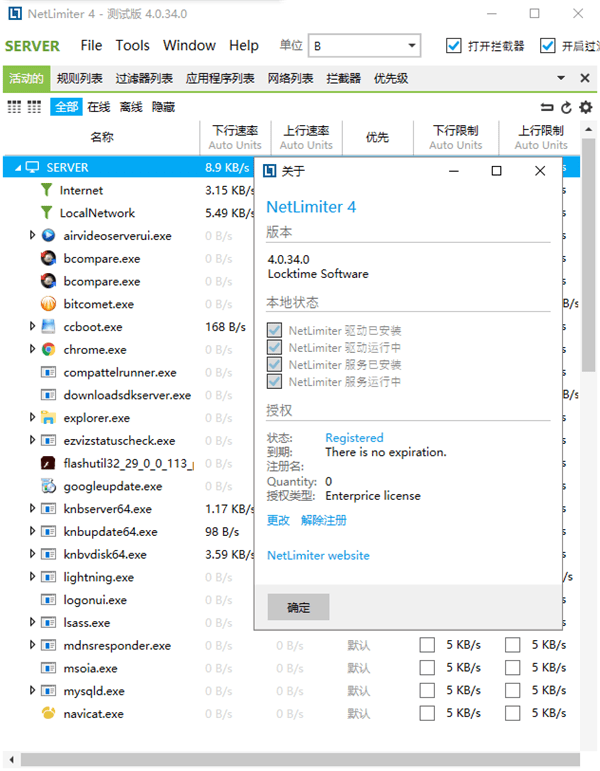 NetLimiter 4 - 测试版 4.0.34.0
SERVER File Tools Window Help 单位 B 打开拦截器 开启过
活动的 规则列表 过滤器列表 应用程序列表 网络列表 拦截器 优先级
全部 在线 离线 隐藏
名称 下行速率 上行速率 优先 下行限制 上行限制
Auto Units Auto Units Auto Units Auto Units
SERVER 8.9 KB/s
Internet 3.15 KB/s
LocalNetwork 5.49 KB/s
airvideoserverui.exe 0 B/s
bcompare.exe 0 B/s
bcompare.exe 0 B/s
bitcomet.exe 0 B/s B/s
ccboot.exe 168 B/s
chrome.exe 0 B/s
compattelrunner.exe 0 B/s
downloadsdkserver.exe 0 B/s B/s
explorer.exe 0 B/s
ezvizstatuscheck.exe 0 B/s
flashutil32_29_0_0_113_ 0 B/s
googleupdate.exe 0 B/s
knbserver64.exe 1.17 KB/s
knbupdate64.exe 98 B/s
knbvdisk64.exe 3.59 KB/s
lightning.exe 0 B/s /s
logonui.exe 0 B/s
lsass.exe 0 B/s
mdnsresponder.exe 0 B/s 0 B/s 默认 5 KB/s 5 KB/s
msoia.exe 0 B/s 0 B/s 默认 5 KB/s 5 KB/s
mysqld.exe 0 B/s 0 B/s 默认 5 KB/s 5 KB/s
navicat.exe 0 B/s 0 B/s 默认 5 KB/s 5 KB/s
关于
NetLimiter 4
版本
4.0.34.0
Locktime Software
本地状态
NetLimiter 驱动已安装
NetLimiter 驱动运行中
NetLimiter 服务已安装
NetLimiter 服务运行中
授权
状态: Registered
到期: There is no expiration.
注册名:
Quantity: 0
授权类型: Enterprice license
更改 解除注册
NetLimiter website
确定